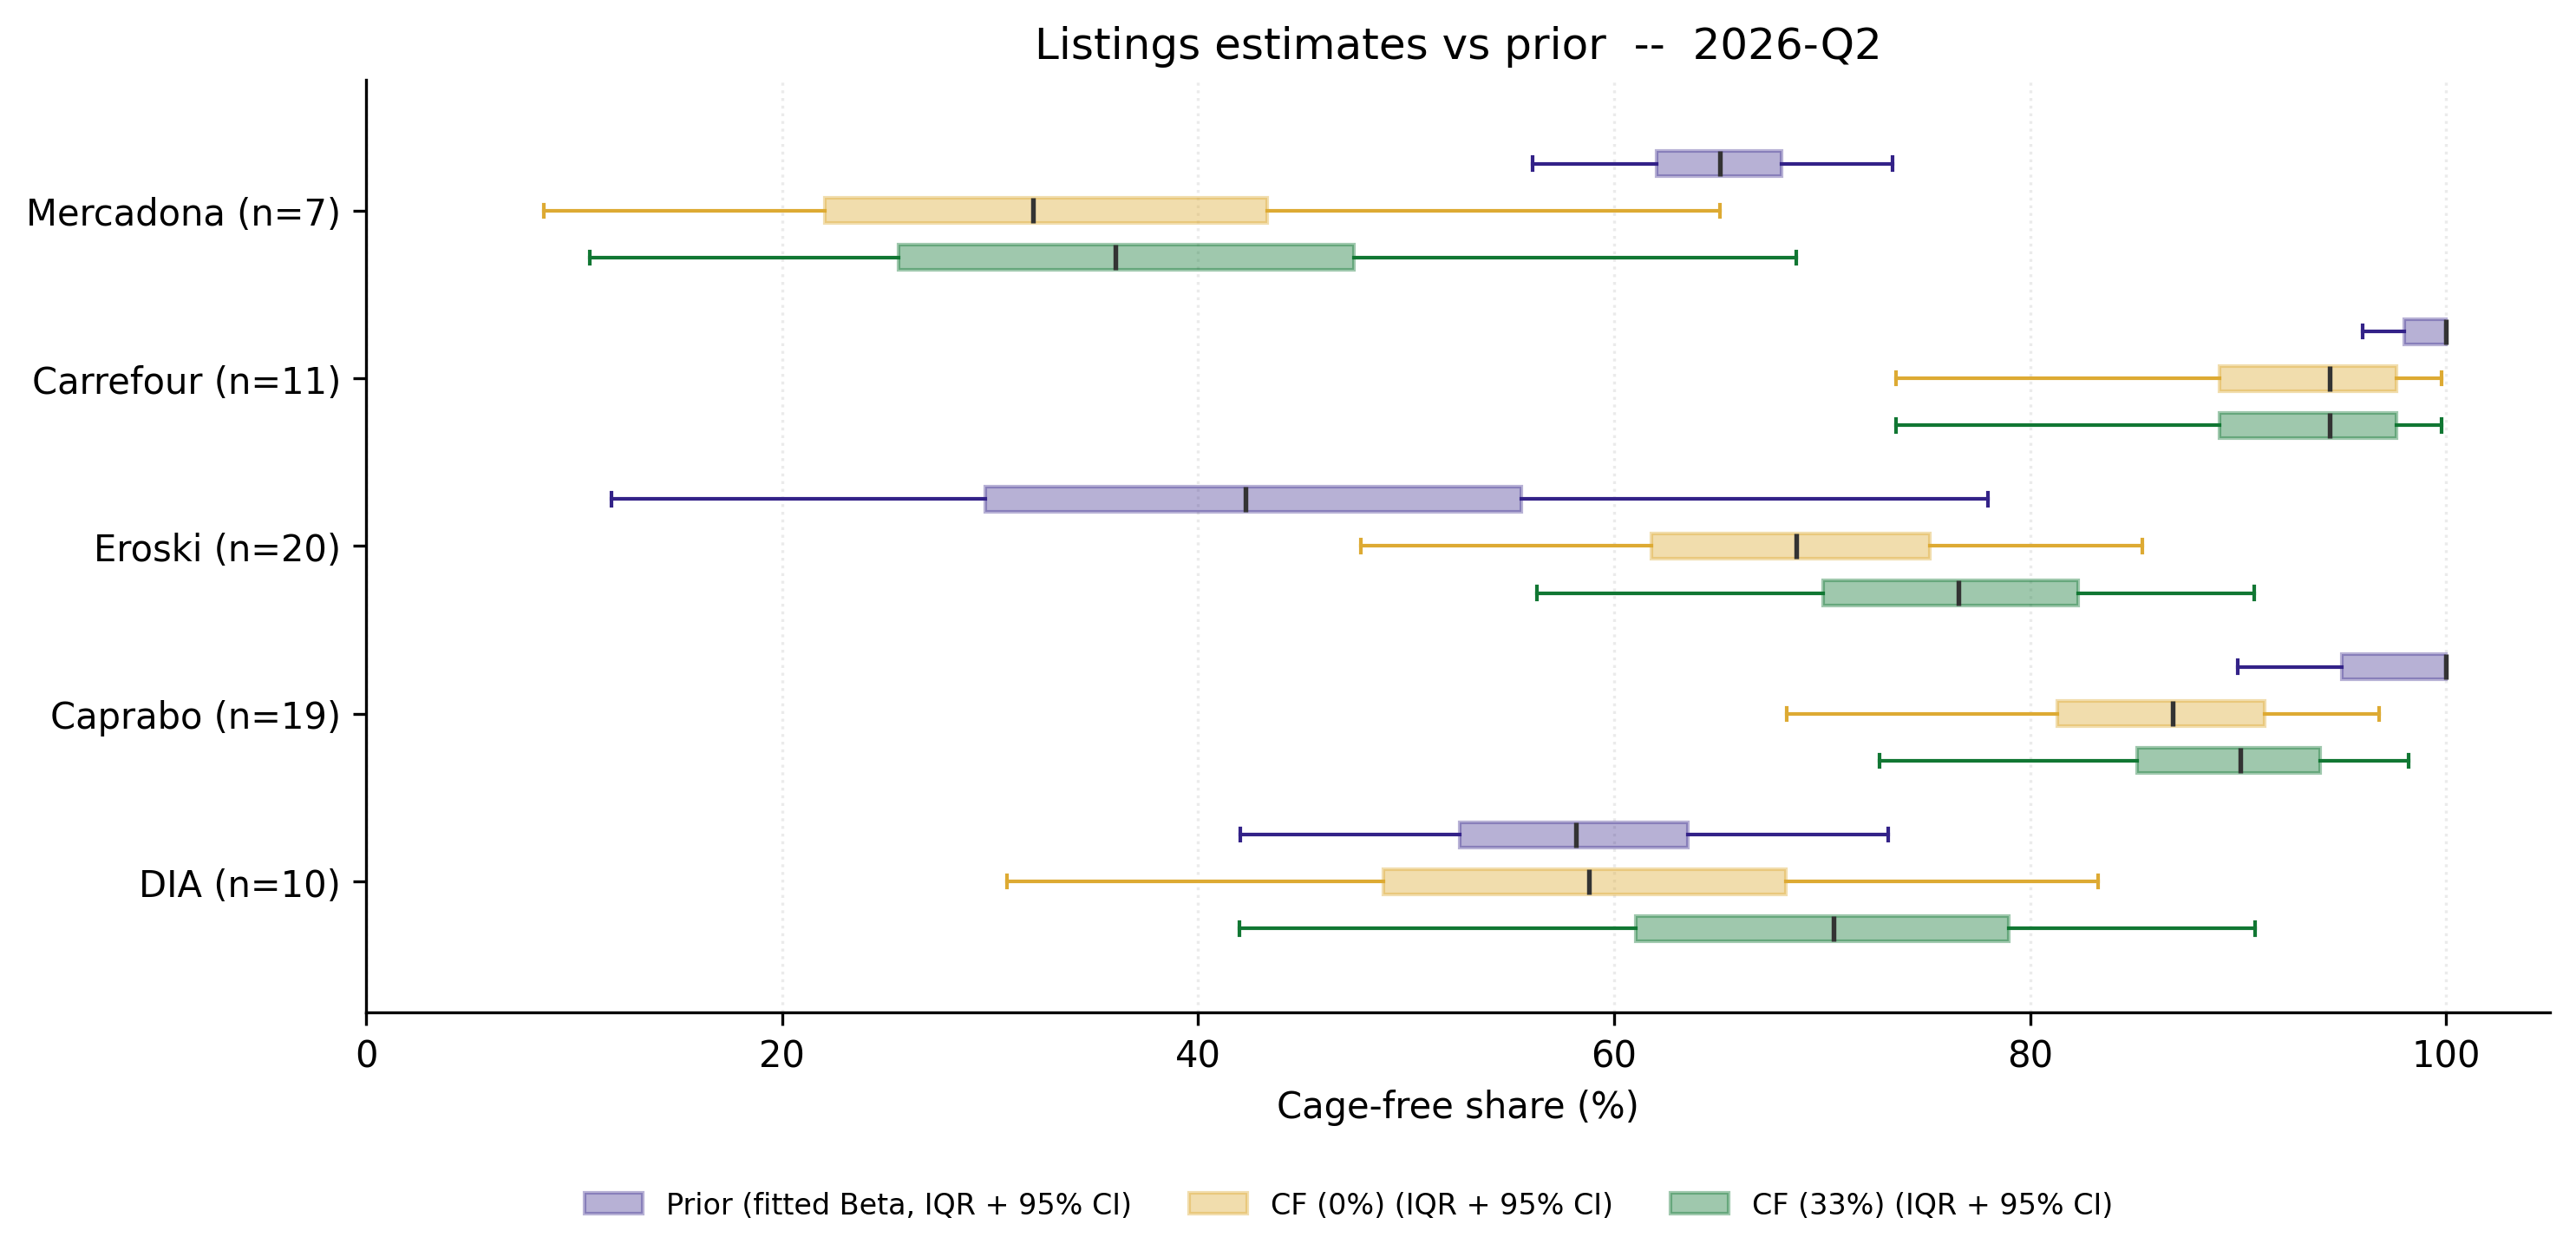 Listings estimates vs prior -- 2026-Q2
Mercadona (n=7)
Carrefour (n=11)
Eroski (n=20)
Caprabo (n=19)
DIA (n=10)
0 20 40 60 80 100
Cage-free share (%)
Prior (fitted Beta, IQR + 95% CI) CF (0%) (IQR + 95% CI) CF (33%) (IQR + 95% CI)